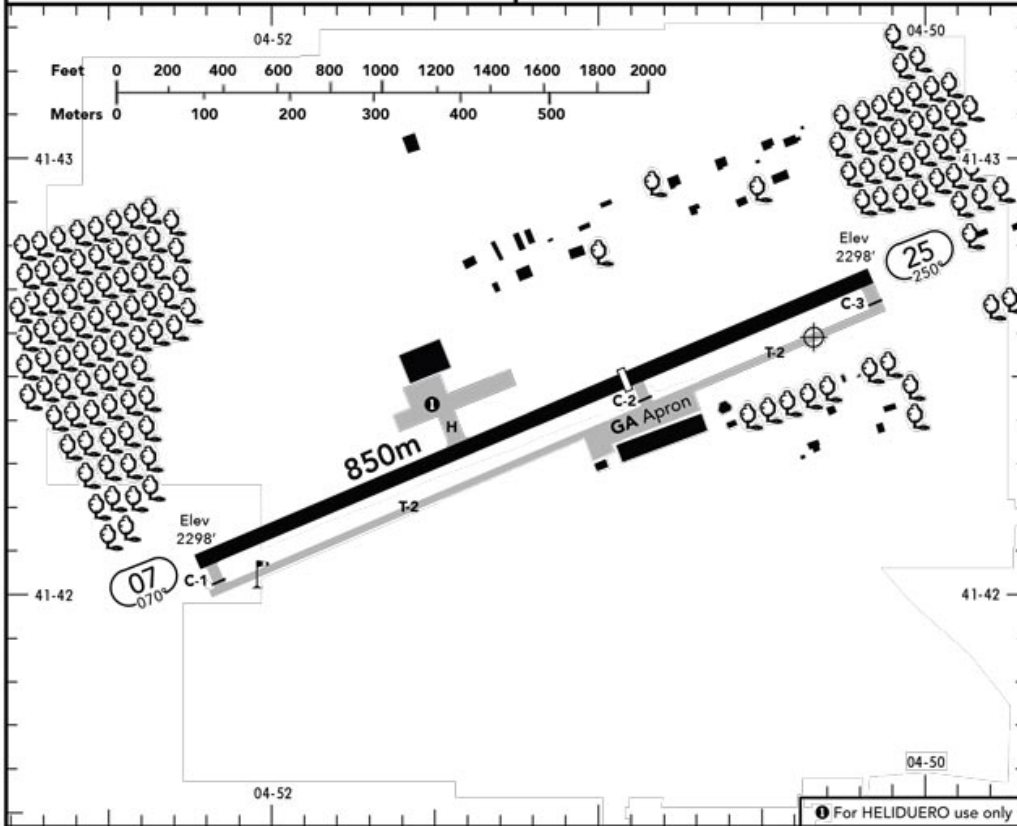 04-52
04-50
Feet 0 200 400 600 800 1000 1200 1400 1600 1800 2000
Meters 0 100 200 300 400 500
41-43
41-43
Elev
2298'
25
250°
C-3
T-2
C-2
GA Apron
H
850m
T-2
Elev
2298'
07
070°
C-1
41-42
41-42
04-50
04-52
1 For HELIDUERO use only
1